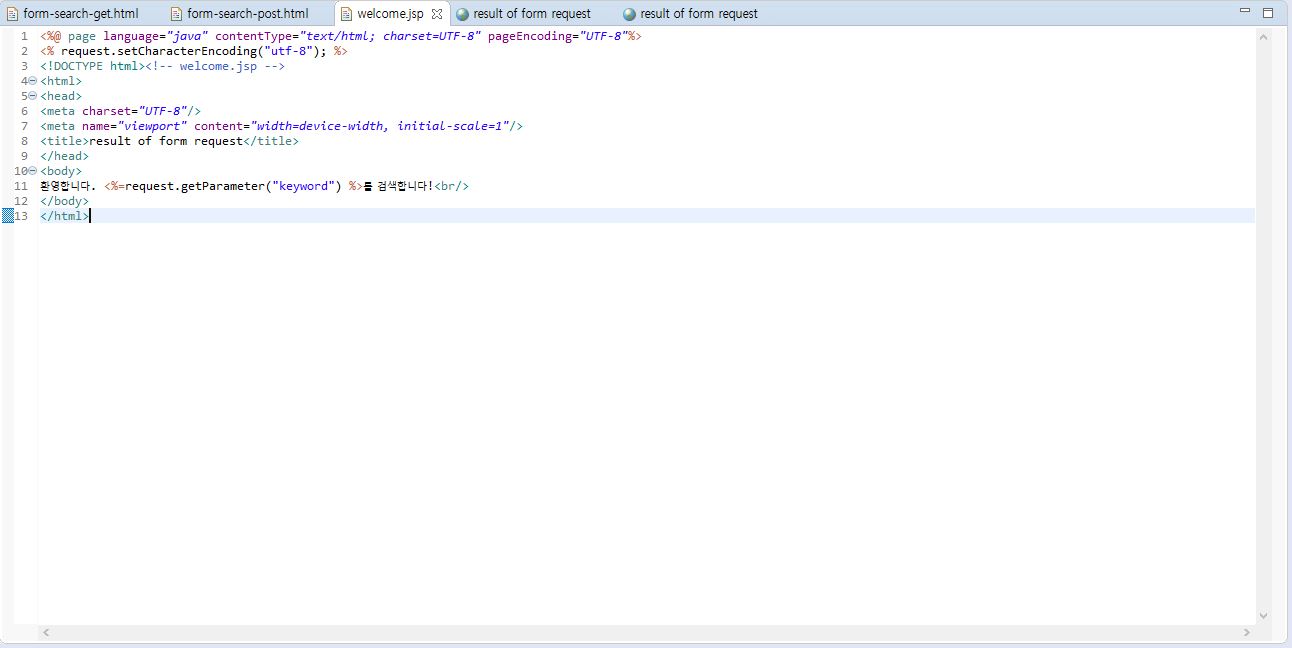 form-search-get.html form-search-post.html welcome.jsp result of form request result of form request
1 <%@ page language="java" contentType="text/html; charset=UTF-8" pageEncoding="UTF-8"%>
2 <% request.setCharacterEncoding("utf-8"); %>
3 <!DOCTYPE html><!-- welcome.jsp -->
4 <html>
5 <head>
6 <meta charset="UTF-8"/>
7 <meta name="viewport" content="width=device-width, initial-scale=1"/>
8 <title>result of form request</title>
9 </head>
10 <body>
11 환영합니다. <%=request.getParameter("keyword") %>를 검색합니다!<br/>
12 </body>
13 </html>